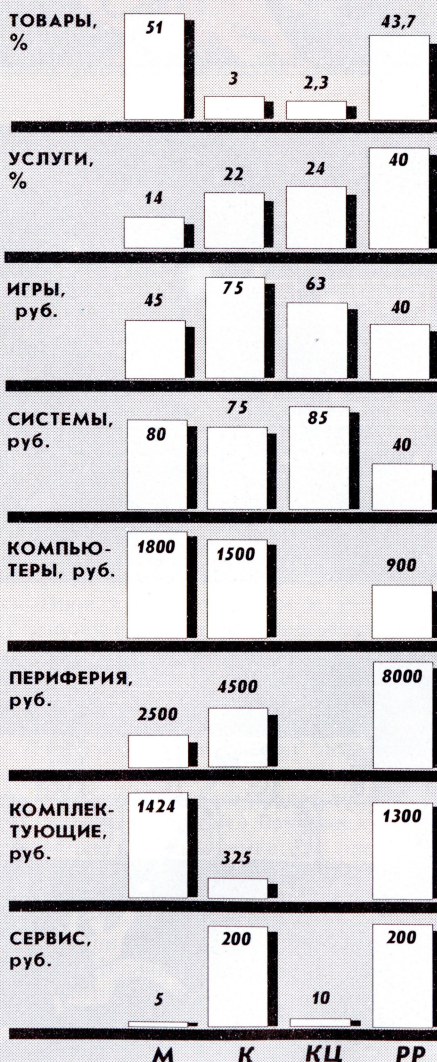 ТОВАРЫ,
%
51
3
2,3
43,7
УСЛУГИ,
%
14
22
24
40
ИГРЫ,
руб.
45
75
63
40
СИСТЕМЫ,
руб.
80
75
85
40
КОМПЬЮ-
ТЕРЫ, руб.
1800
1500
900
ПЕРИФЕРИЯ,
руб.
2500
4500
8000
КОМПЛЕК-
ТУЮЩИЕ,
руб.
1424
325
1300
СЕРВИС,
руб.
5
200
10
200
М К КЦ РР